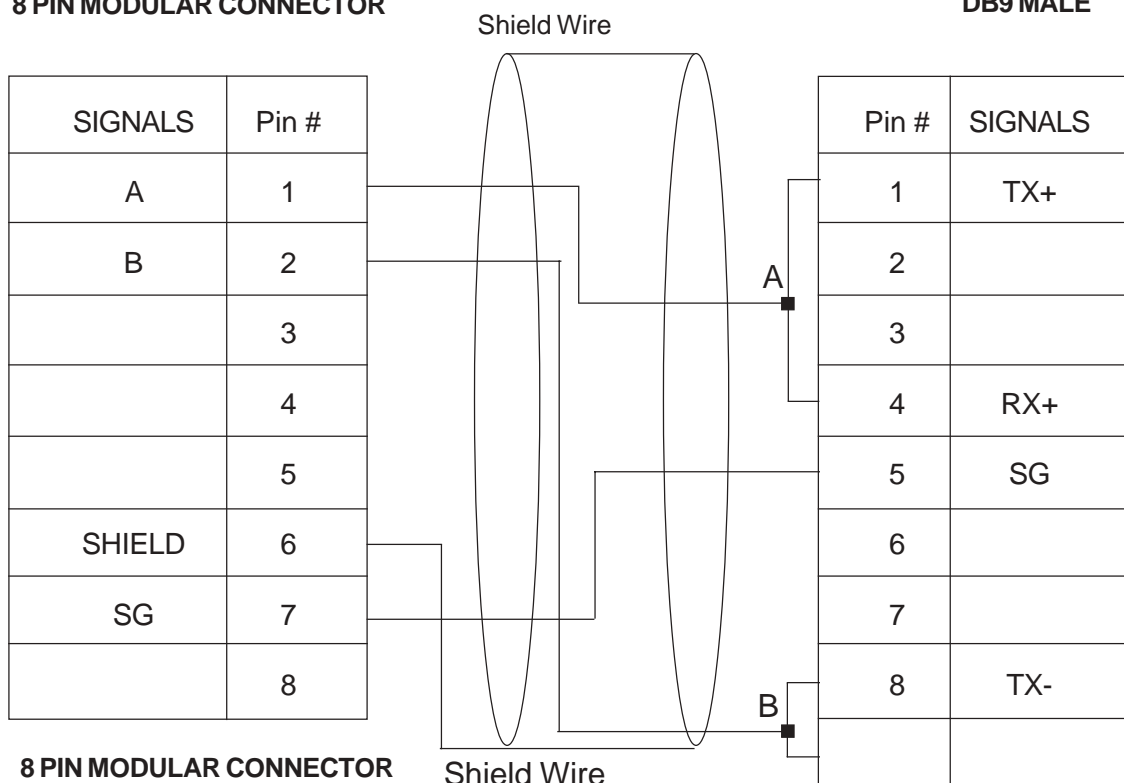 8 PIN MODULAR CONNECTOR
DB9 MALE
Shield Wire
SIGNALS Pin #
A 1
B 2
3
4
5
SHIELD 6
SG 7
8
A
B
Pin # SIGNALS
1 TX+
2
3
4 RX+
5 SG
6
7
8 TX-
8 PIN MODULAR CONNECTOR
Shield Wire